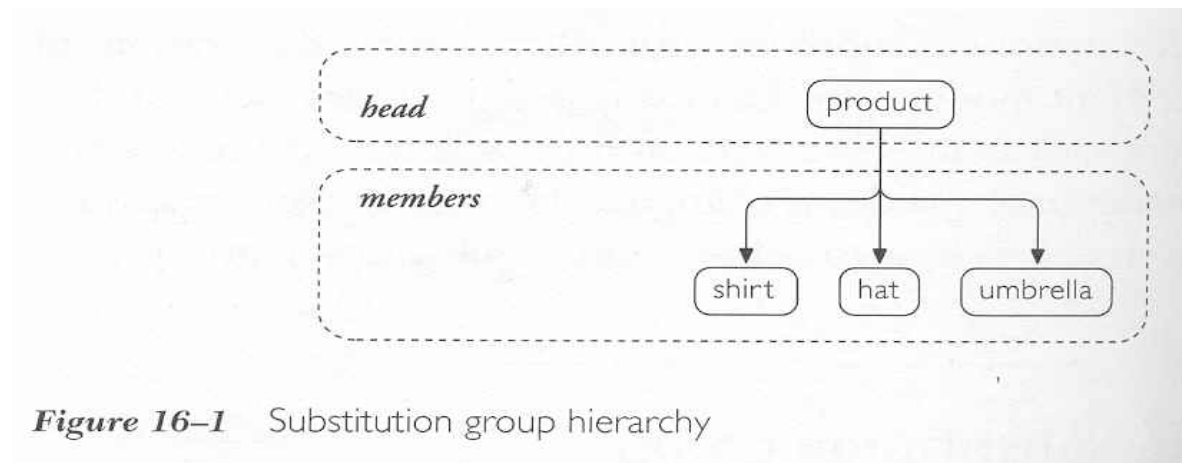 head
product
members
shirt hat umbrella
Figure 16–1 Substitution group hierarchy